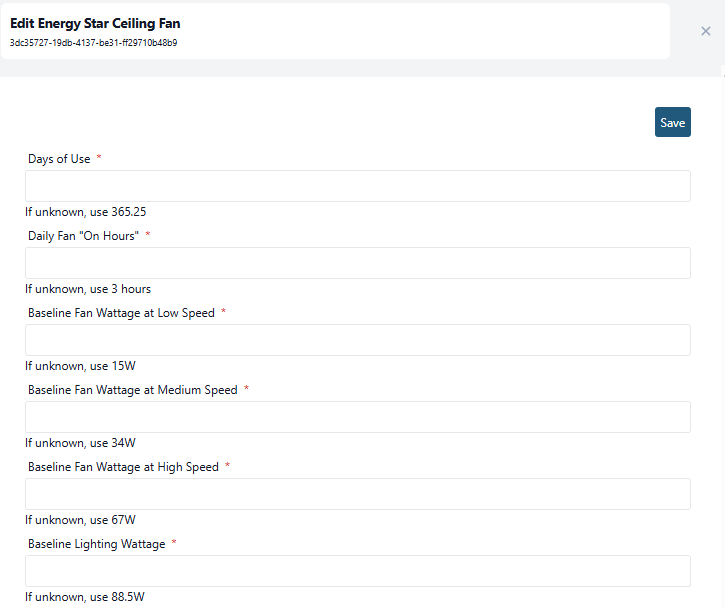 Edit Energy Star Ceiling Fan
3dc35727-19db-4137-be31-ff29710b48b9
Save
Days of Use *
If unknown, use 365.25
Daily Fan "On Hours" *
If unknown, use 3 hours
Baseline Fan Wattage at Low Speed *
If unknown, use 15W
Baseline Fan Wattage at Medium Speed *
If unknown, use 34W
Baseline Fan Wattage at High Speed *
If unknown, use 67W
Baseline Lighting Wattage *
If unknown, use 88.5W